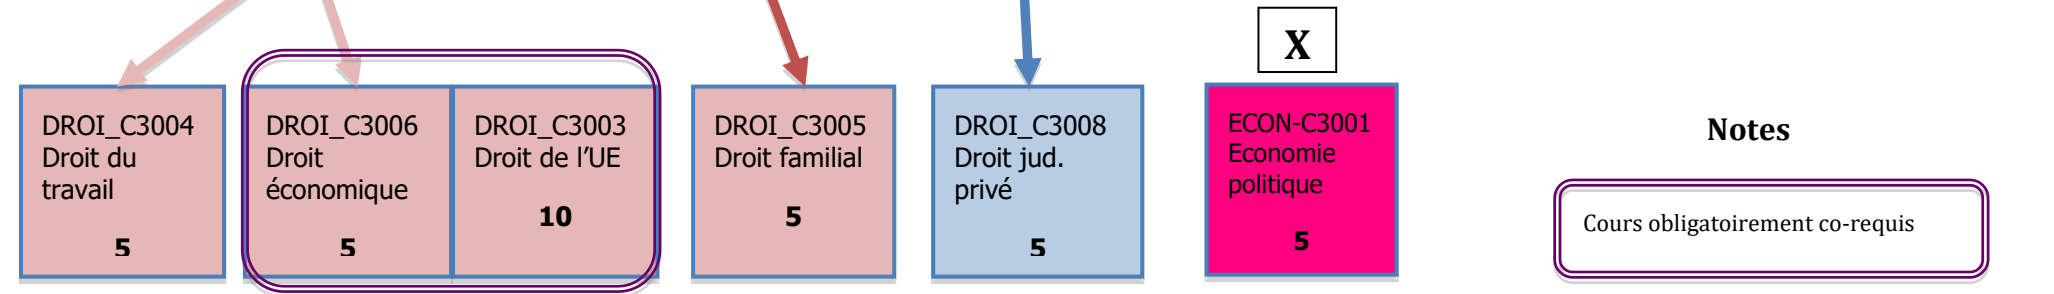 X
DROI_C3004
Droit du
travail
5
DROI_C3006
Droit
économique
5
DROI_C3003
Droit de l’UE
10
DROI_C3005
Droit familial
5
DROI_C3008
Droit jud.
privé
5
ECON-C3001
Economie
politique
5
Notes
Cours obligatoirement co-requis